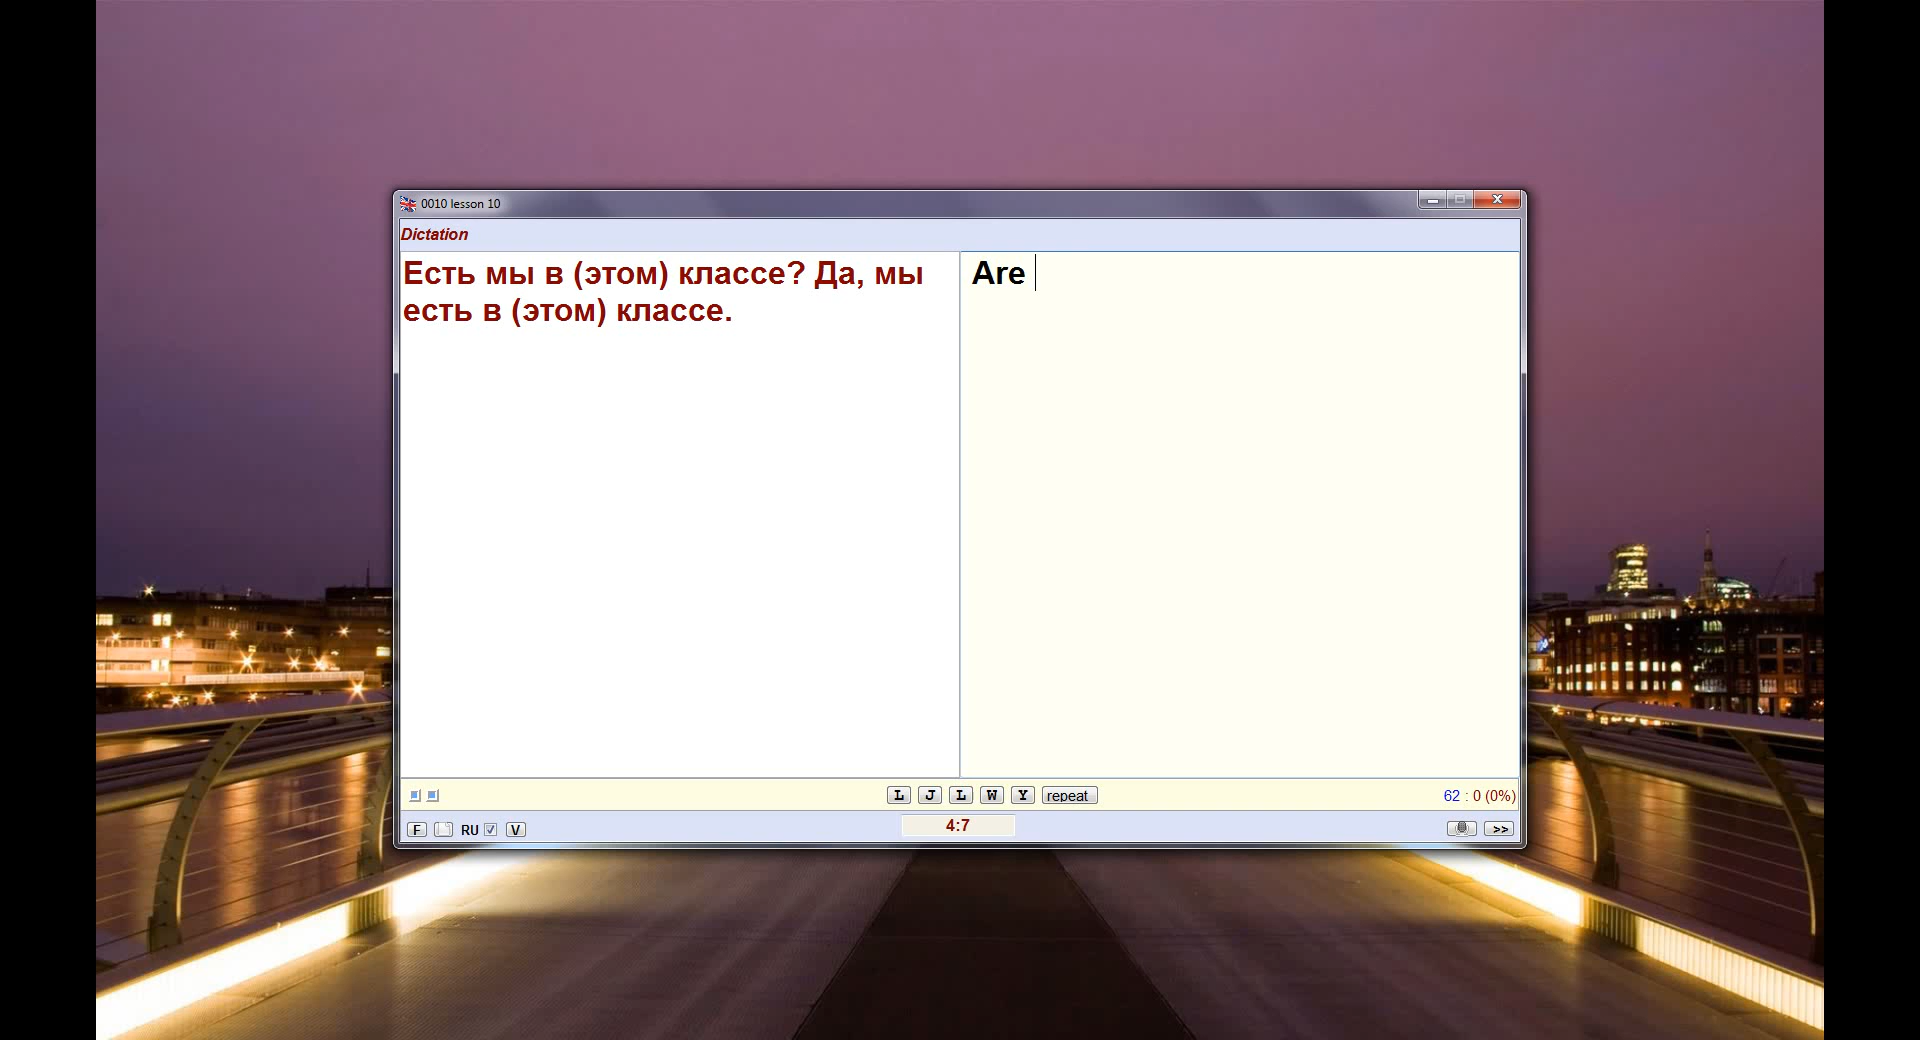 0010 lesson 10
Dictation
Есть мы в (этом) классе? Да, мы
есть в (этом) классе.
Are
L J L W Y repeat
62 : 0 (0%)
F RU V
4:7
>>